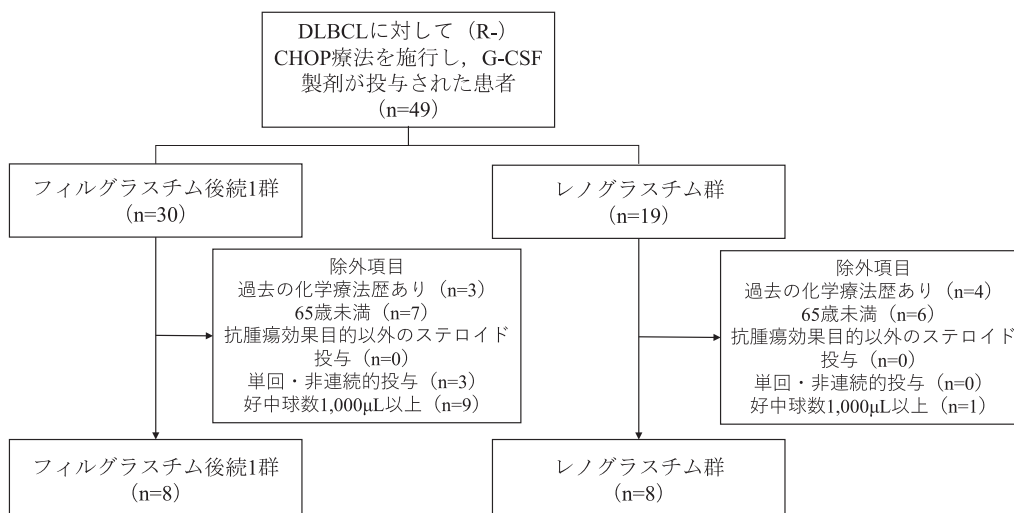 DLBCLに対して（R-）
CHOP療法を施行し，G-CSF
製剤が投与された患者
（n=49）
フィルグラスチム後続1群
（n=30）
レノグラスチム群
（n=19）
除外項目
過去の化学療法歴あり（n=3）
65歳未満（n=7）
抗腫瘍効果目的以外のステロイド
投与（n=0）
単回・非連続的投与（n=3）
好中球数1,000μL以上（n=9）
除外項目
過去の化学療法歴あり（n=4）
65歳未満（n=6）
抗腫瘍効果目的以外のステロイド
投与（n=0）
単回・非連続的投与（n=0）
好中球数1,000μL以上（n=1）
フィルグラスチム後続1群
（n=8）
レノグラスチム群
（n=8）